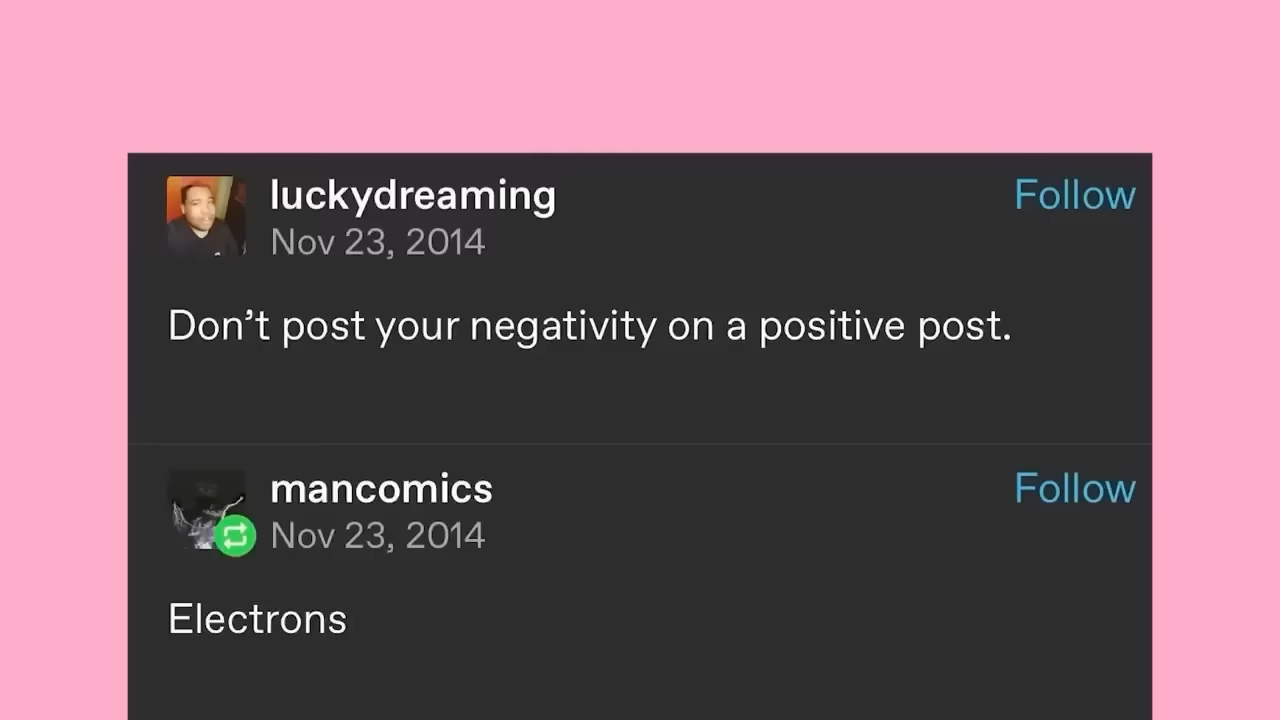 luckydreaming
Follow
Nov 23, 2014
Don’t post your negativity on a positive post.
mancomics
Follow
Nov 23, 2014
Electrons